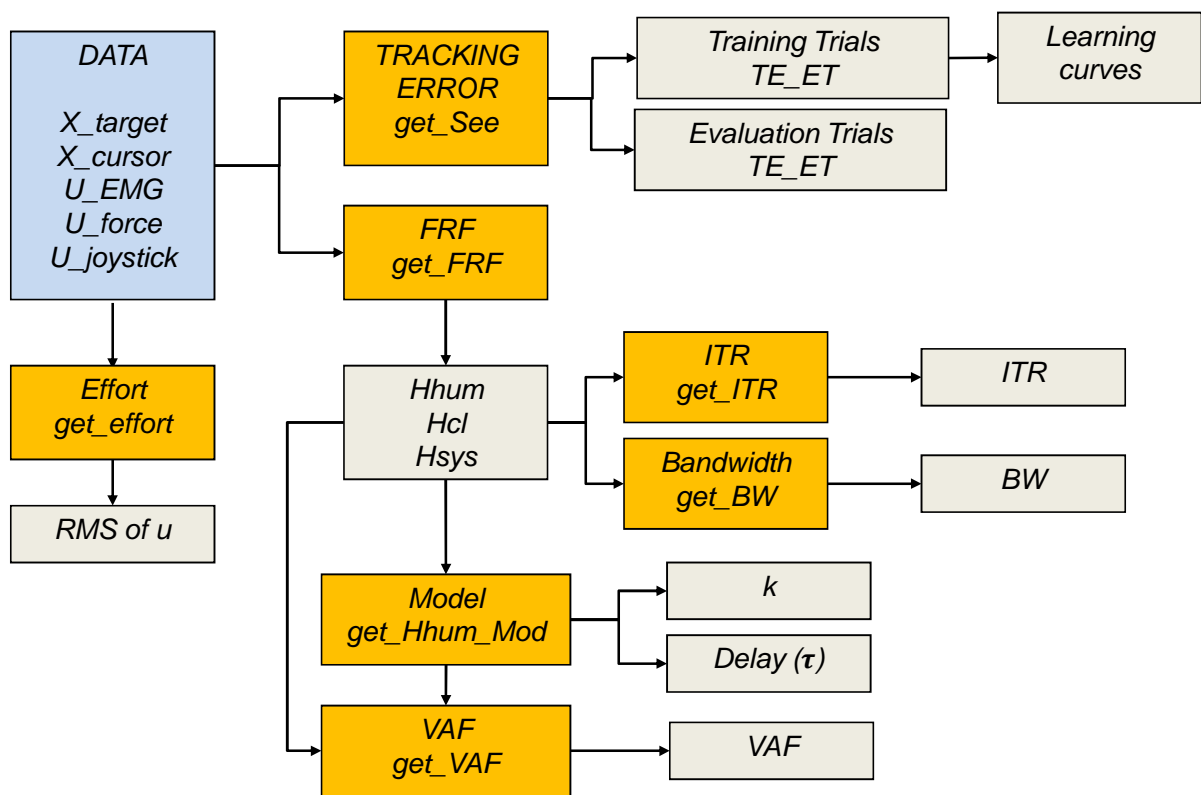 DATA
X_target
X_cursor
U_EMG
U_force
U_joystick
TRACKING
ERROR
get_See
Training Trials
TE_ET
Learning
curves
Evaluation Trials
TE_ET
FRF
get_FRF
Effort
get_effort
RMS of u
Hhum
Hcl
Hsys
ITR
get_ITR
ITR
Bandwidth
get_BW
BW
Model
get_Hhum_Mod
k
Delay (τ)
VAF
get_VAF
VAF